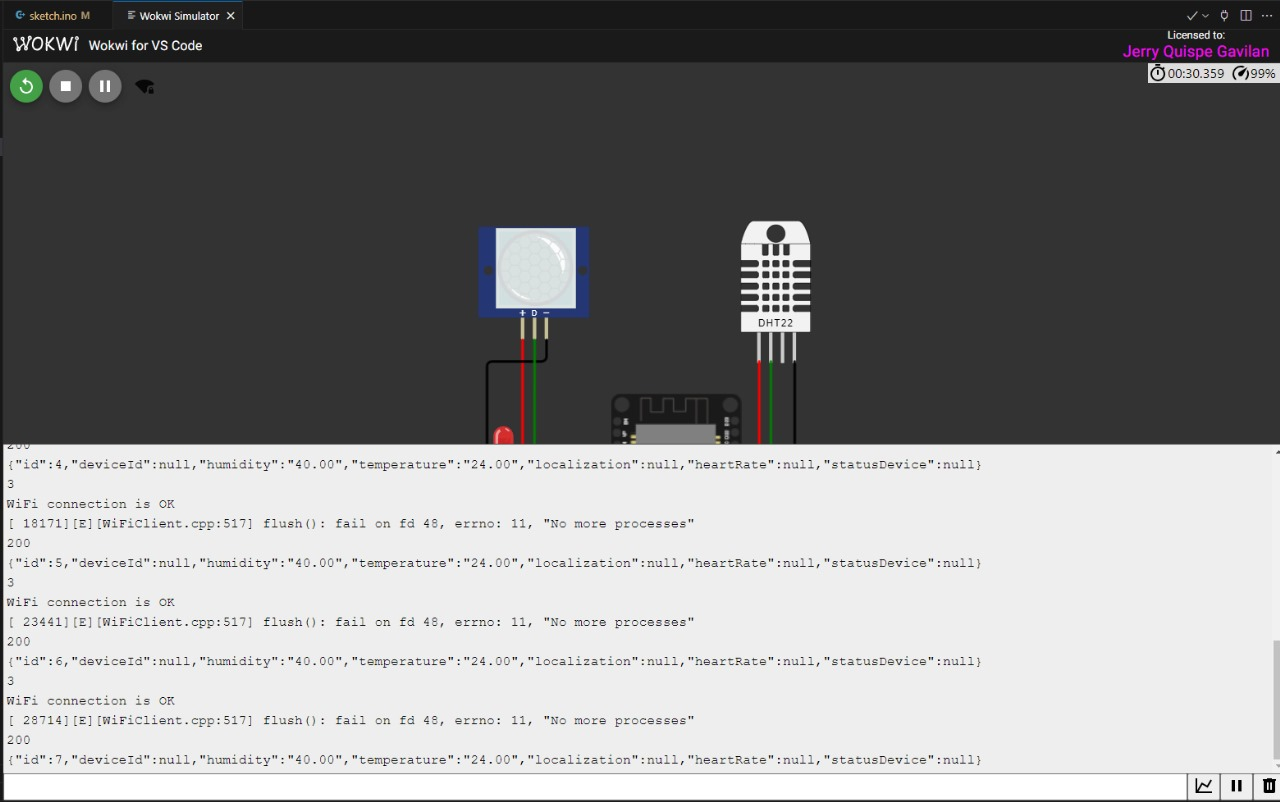 sketch.ino M
Wokwi Simulator
WOKWI Wokwi for VS Code
Licensed to:
Jerry Quispe Gavilan
00:30.359 99%
+ D −
DHT22
200
{"id":4,"deviceId":null,"humidity":"40.00","temperature":"24.00","localization":null,"heartRate":null,"statusDevice":null}
3
WiFi connection is OK
[ 18171][E][WiFiClient.cpp:517] flush(): fail on fd 48, errno: 11, "No more processes"
200
{"id":5,"deviceId":null,"humidity":"40.00","temperature":"24.00","localization":null,"heartRate":null,"statusDevice":null}
3
WiFi connection is OK
[ 23441][E][WiFiClient.cpp:517] flush(): fail on fd 48, errno: 11, "No more processes"
200
{"id":6,"deviceId":null,"humidity":"40.00","temperature":"24.00","localization":null,"heartRate":null,"statusDevice":null}
3
WiFi connection is OK
[ 28714][E][WiFiClient.cpp:517] flush(): fail on fd 48, errno: 11, "No more processes"
200
{"id":7,"deviceId":null,"humidity":"40.00","temperature":"24.00","localization":null,"heartRate":null,"statusDevice":null}